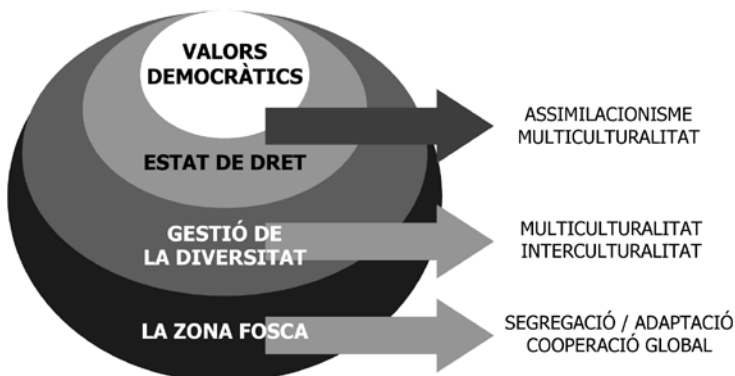 VALORS
DEMOCRÀTICS
ASSIMILACIONISME
MULTICULTURALITAT
ESTAT DE DRET
GESTIÓ DE
LA DIVERSITAT
MULTICULTURALITAT
INTERCULTURALITAT
LA ZONA FOSCA
SEGREGACIÓ / ADAPTACIÓ
COOPERACIÓ GLOBAL